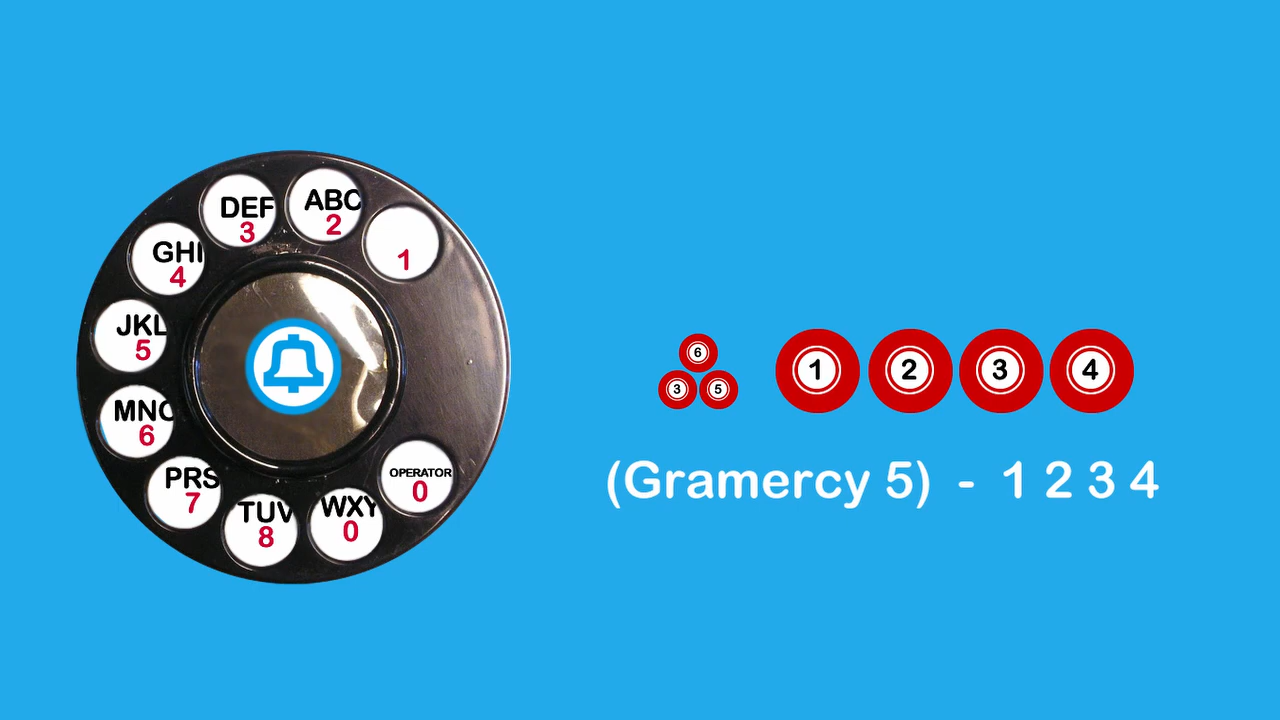 ABC
2
1
DEF
3
GHI
4
JKL
5
MNO
6
PRS
7
TUV
8
WXY
0
OPERATOR
0
6
3 5
1 2 3 4
(Gramercy 5) - 1 2 3 4